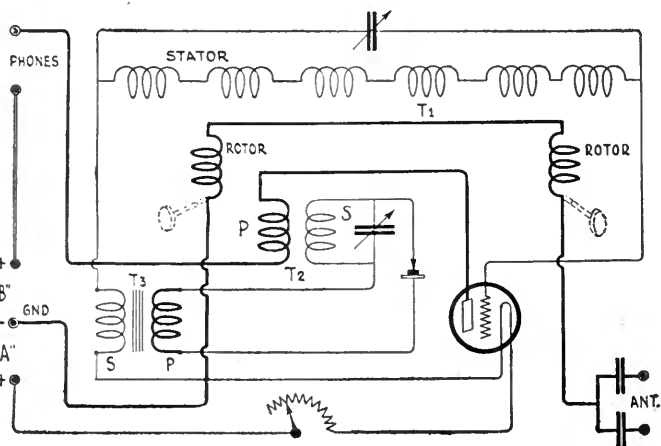 PHONES
STATOR
T1
ROTOR
ROTOR
P
S
T2
T3
+
B"
-
GND
-
A"
+
S
P
ANT.